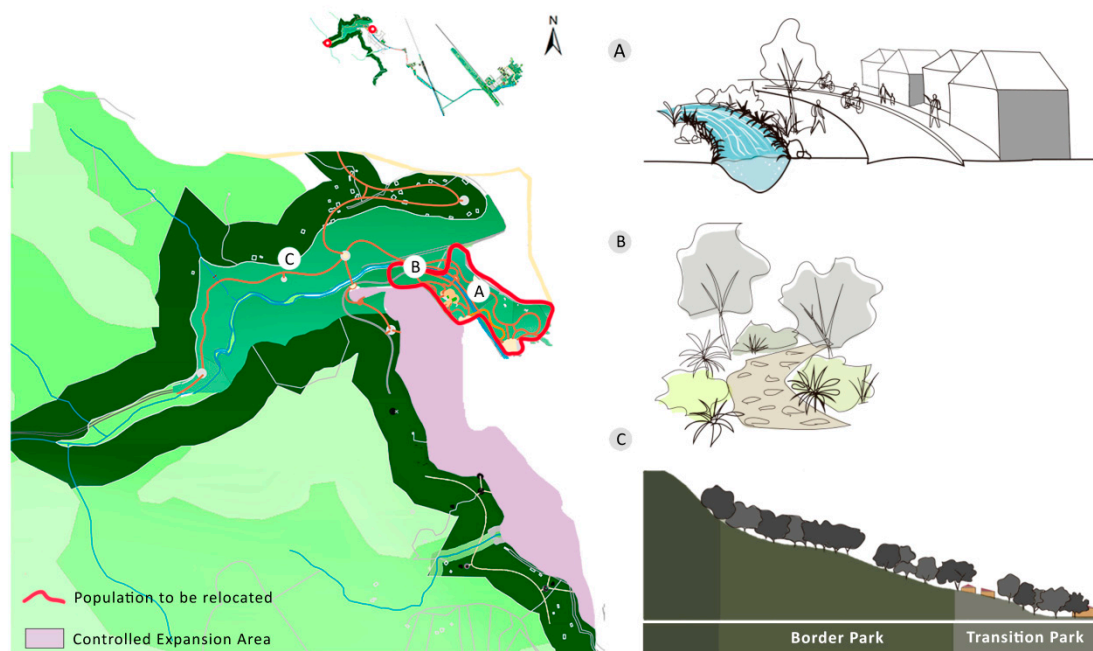 N
A
B
C
C
B
A
Population to be relocated
Controlled Expansion Area
Border Park
Transition Park